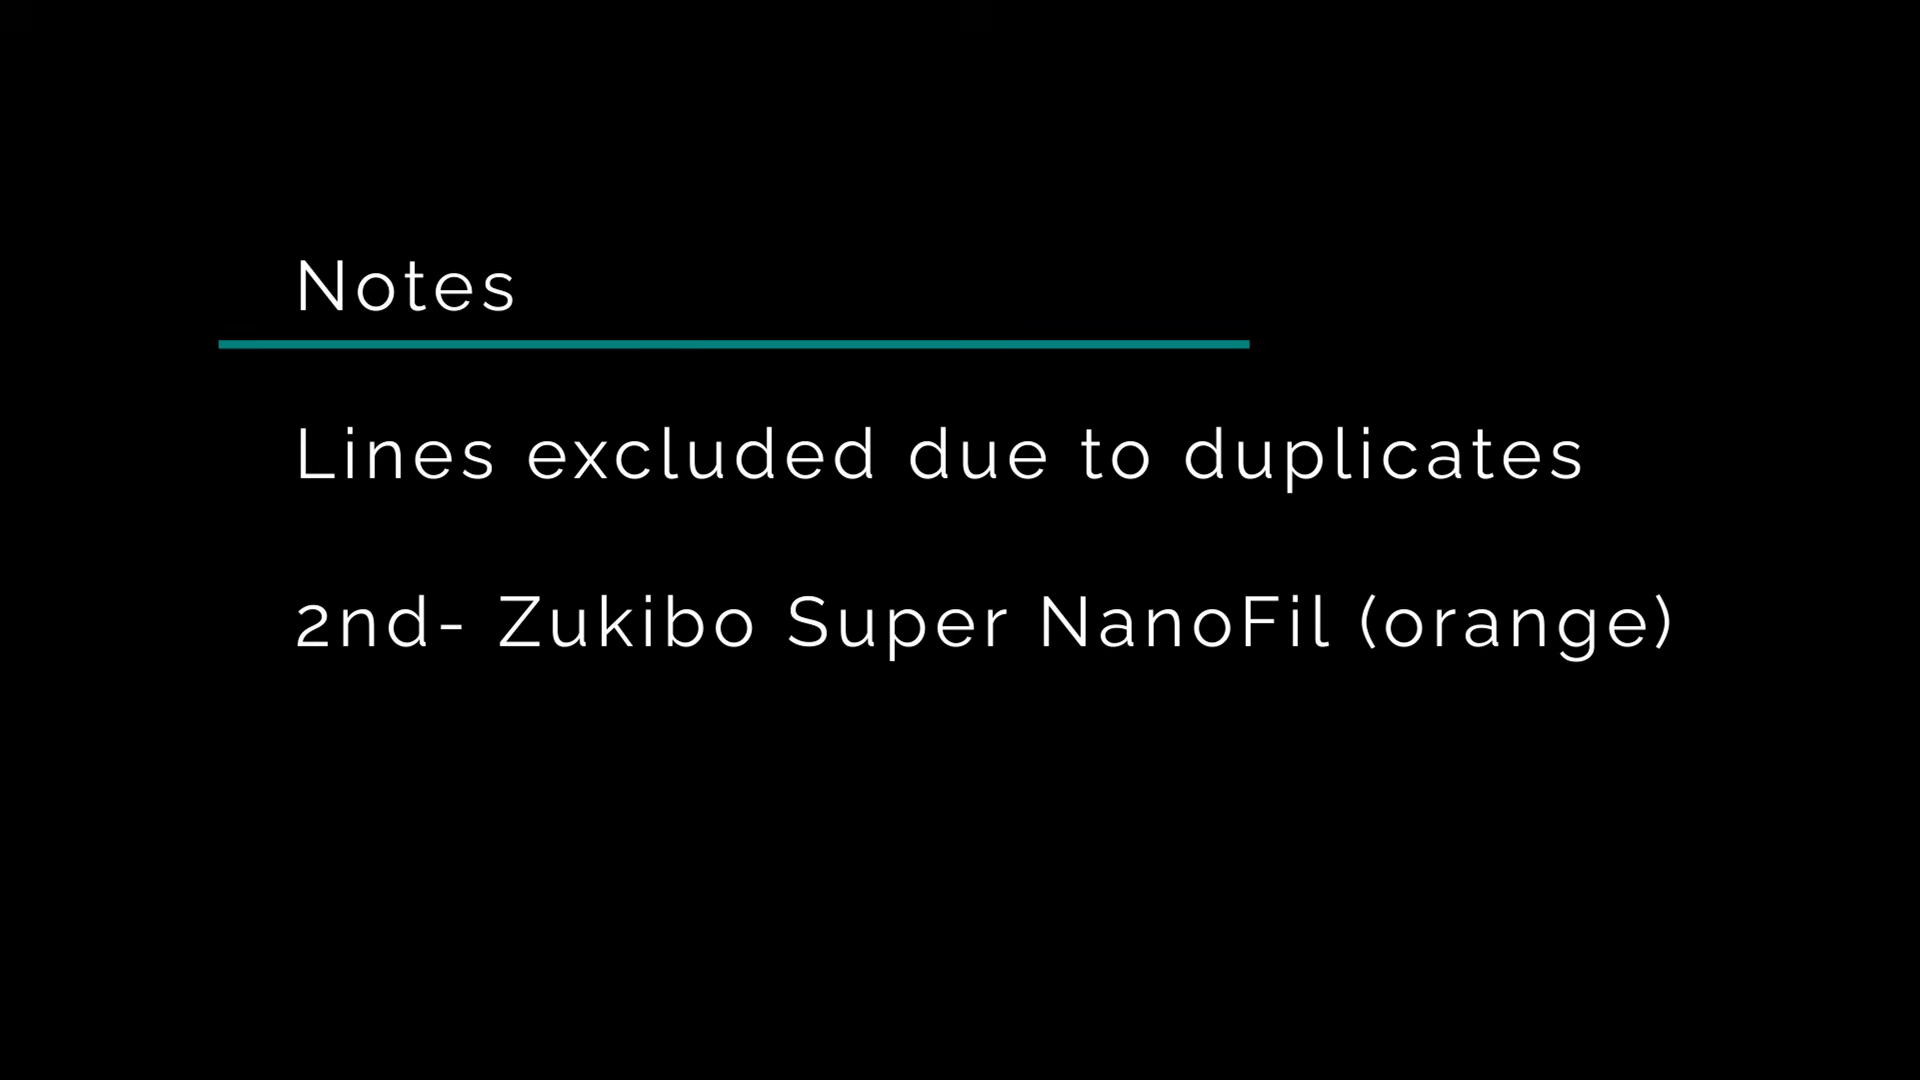 Notes
Lines excluded due to duplicates
2nd- Zukibo Super NanoFil (orange)